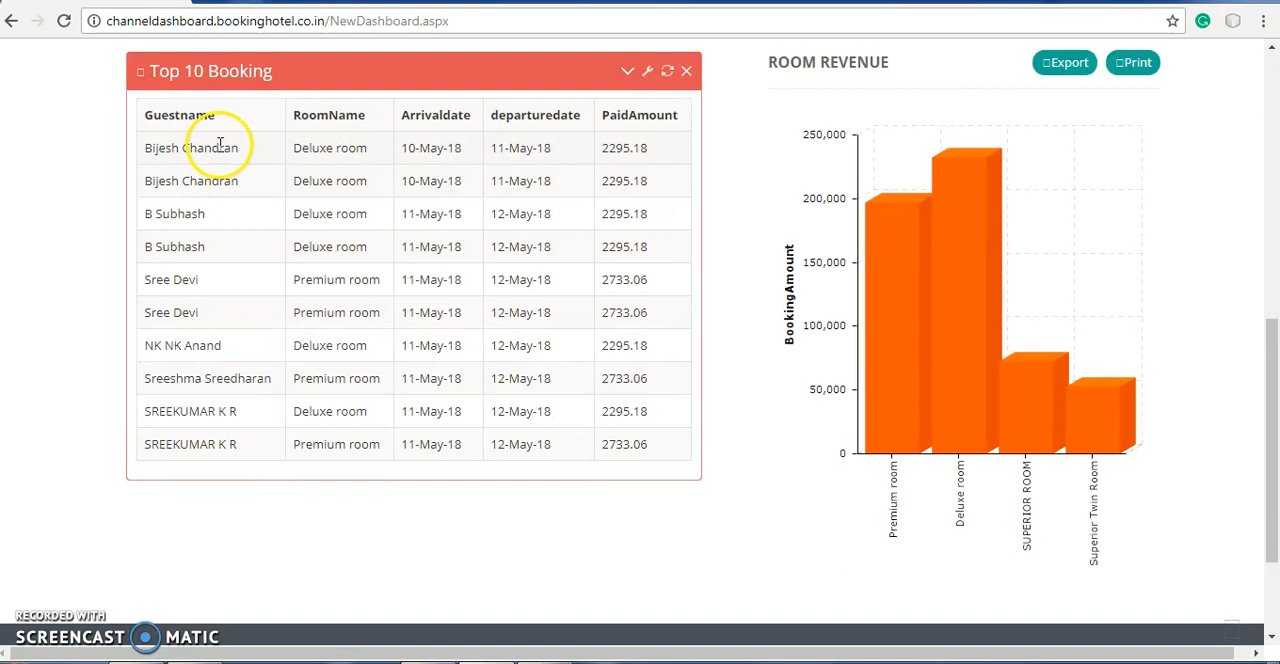 channeldashboard.bookinghotel.co.in/NewDashboard.aspx
Top 10 Booking
Guestname RoomName Arrivaldate departuredate PaidAmount
Bijesh Chandran Deluxe room 10-May-18 11-May-18 2295.18
Bijesh Chandran Deluxe room 10-May-18 11-May-18 2295.18
B Subhash Deluxe room 11-May-18 12-May-18 2295.18
B Subhash Deluxe room 11-May-18 12-May-18 2295.18
Sree Devi Premium room 11-May-18 12-May-18 2733.06
Sree Devi Premium room 11-May-18 12-May-18 2733.06
NK NK Anand Deluxe room 11-May-18 12-May-18 2295.18
Sreeshma Sreedharan Premium room 11-May-18 12-May-18 2733.06
SREEKUMAR K R Deluxe room 11-May-18 12-May-18 2295.18
SREEKUMAR K R Premium room 11-May-18 12-May-18 2733.06
ROOM REVENUE
Export
Print
250,000
200,000
150,000
100,000
50,000
0
BookingAmount
Premium room
Deluxe room
SUPERIOR ROOM
Superior Twin Room
RECORDED WITH
SCREENCAST MATIC